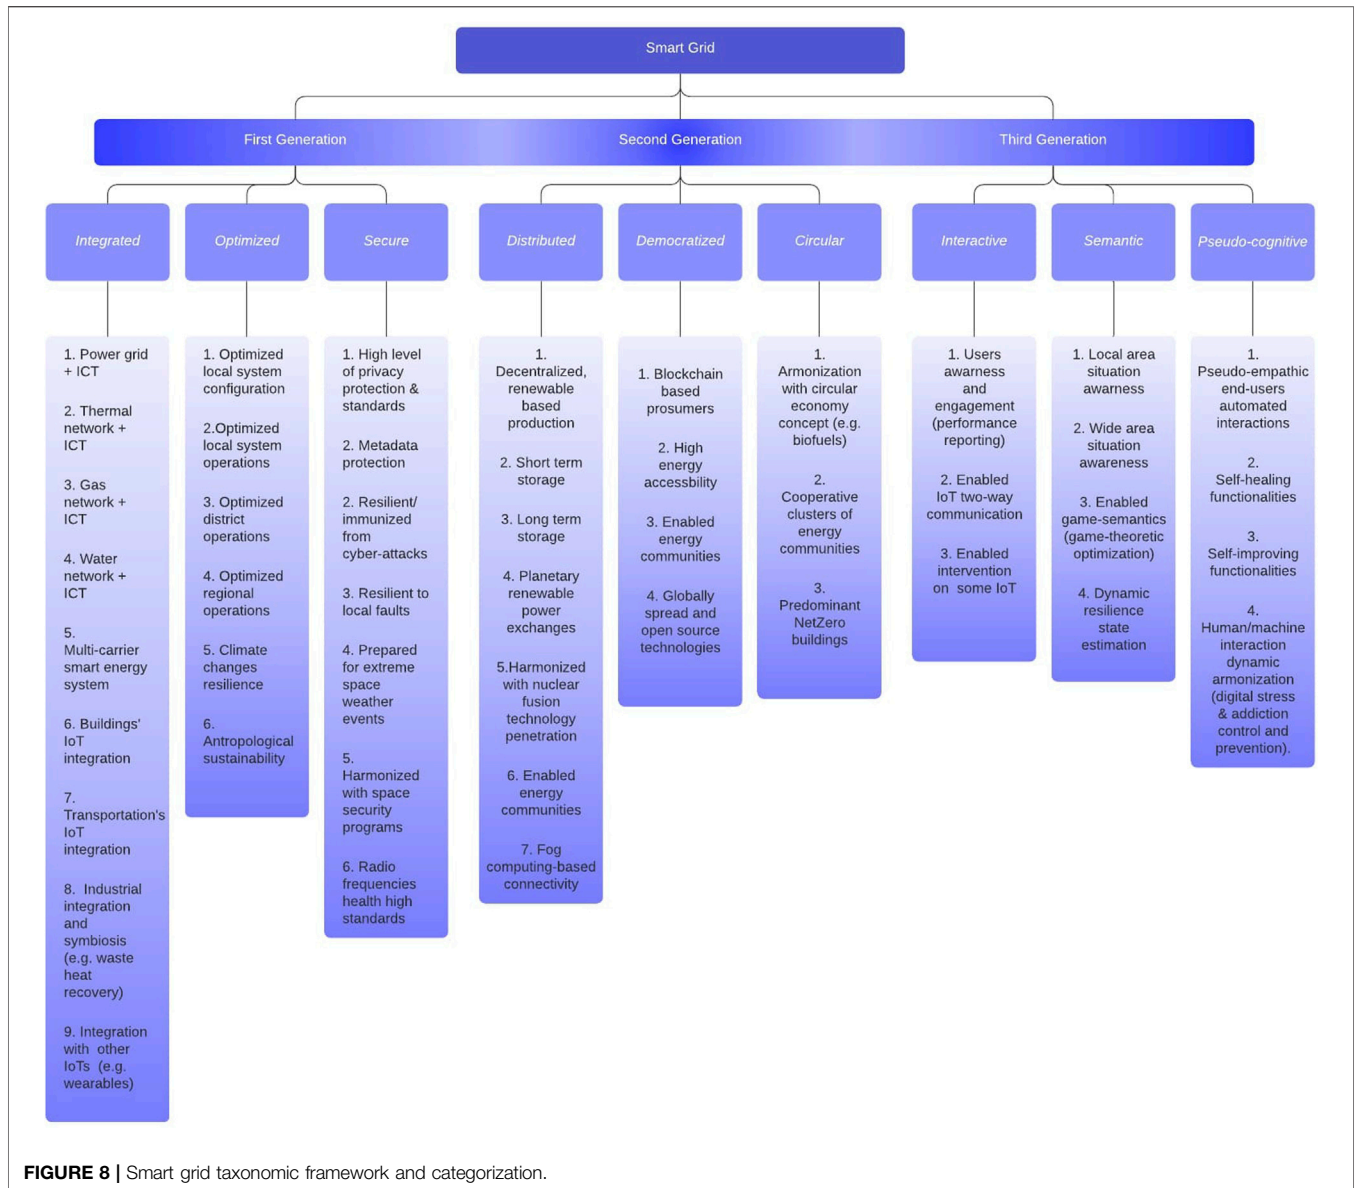 Smart Grid
First Generation
Second Generation
Third Generation
Integrated
Optimized
Secure
Distributed
Democratized
Circular
Interactive
Semantic
Pseudo-cognitive
1. Power grid
+ ICT
2. Thermal
network +
ICT
3. Gas
network +
ICT
4. Water
network +
ICT
5.
Multi-carrier
smart energy
system
6. Buildings'
IoT
integration
7.
Transportation's
IoT
integration
8. Industrial
integration
and
symbiosis
(e.g. waste
heat
recovery)
9. Integration
with other
IoTs (e.g.
wearables)
1. Optimized
local system
configuration
2.Optimized
local system
operations
3. Optimized
district
operations
4. Optimized
regional
operations
5. Climate
changes
resilience
6.
Antropological
sustainability
1. High level
of privacy
protection &
standards
2. Metadata
protection
2. Resilient/
immunized
from
cyber-attacks
3. Resilient to
local faults
4. Prepared
for extreme
space
weather
events
5.
Harmonized
with space
security
programs
6. Radio
frequencies
health high
standards
1.
Decentralized,
renewable
based
production
2. Short term
storage
3. Long term
storage
4. Planetary
renewable
power
exchanges
5.Harmonized
with nuclear
fusion
technology
penetration
6. Enabled
energy
communities
7. Fog
computing-based
connectivity
1. Blockchain
based
prosumers
2. High
energy
accessbility
3. Enabled
energy
communities
4. Globally
spread and
open source
technologies
1.
Armonization
with circular
economy
concept (e.g.
biofuels)
2.
Cooperative
clusters of
energy
communities
3.
Predominant
NetZero
buildings
1. Users
awarness
and
engagement
(performance
reporting)
2. Enabled
IoT two-way
communication
3. Enabled
intervention
on some IoT
1. Local area
situation
awarness
2. Wide area
situation
awareness
3. Enabled
game-semantics
(game-theoretic
optimization)
4. Dynamic
resilience
state
estimation
1.
Pseudo-empathic
end-users
automated
interactions
2.
Self-healing
functionalities
3.
Self-improving
functionalities
4.
Human/machine
interaction
dynamic
armonization
(digital stress
& addiction
control and
prevention).
FIGURE 8 | Smart grid taxonomic framework and categorization.